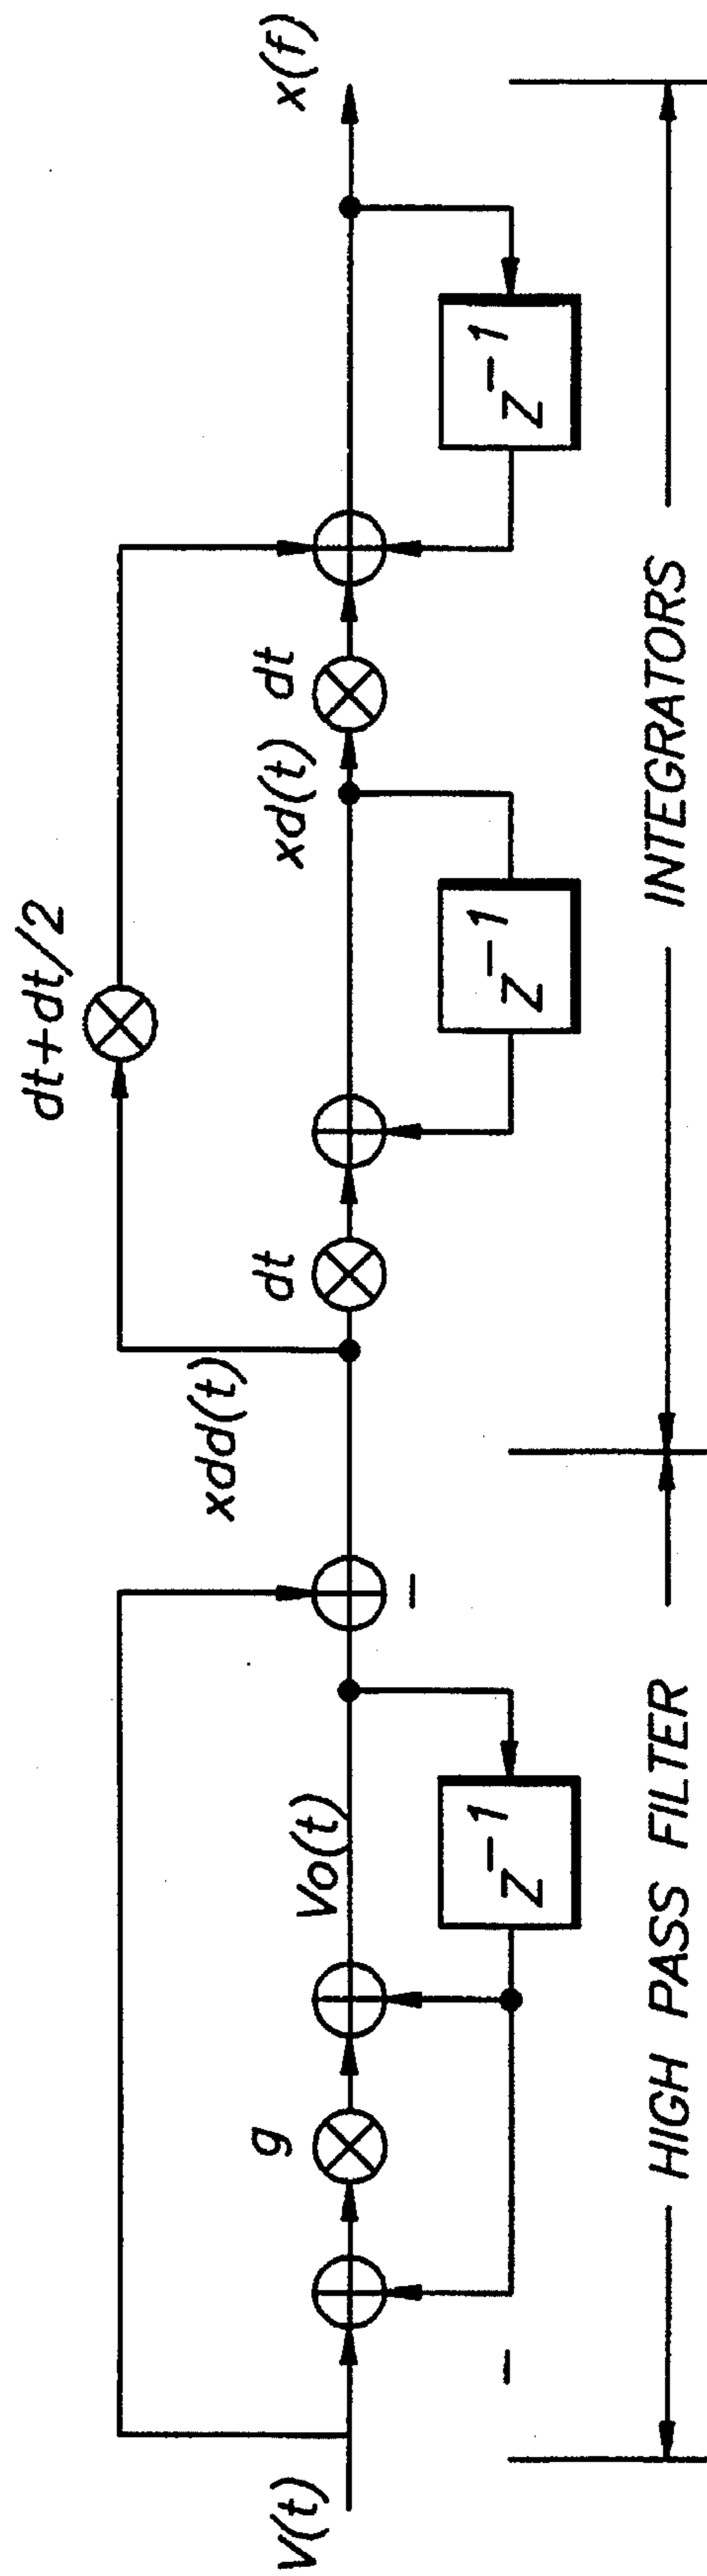 dt+dt/2
xdd(t)
V(t)
g
Vo(t)
dt
xd(t)
dt
x(f)
−
−
z⁻¹
z⁻¹
z⁻¹
HIGH PASS FILTER
INTEGRATORS